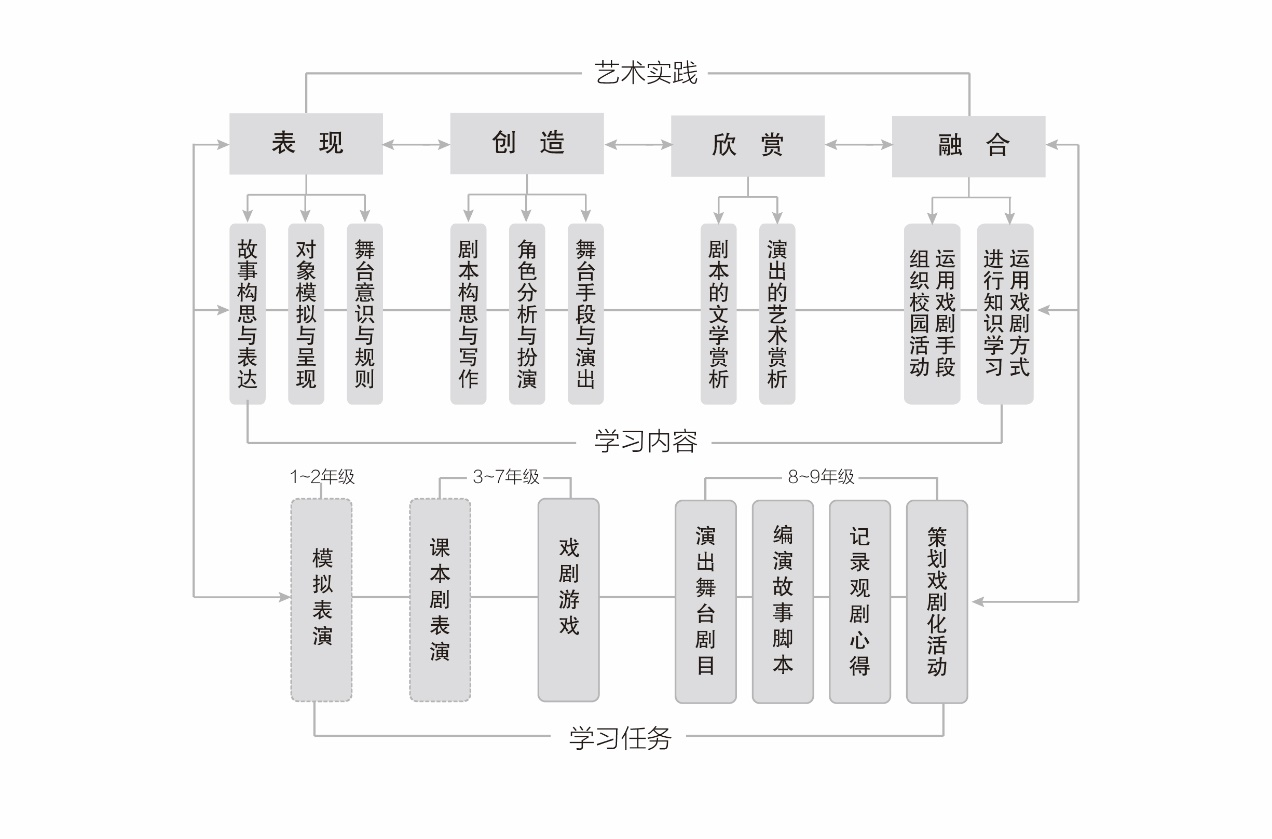 艺术实践
表现
创造
欣赏
融合
故事构思与表达
对象模拟与呈现
舞台意识与规则
剧本构思与写作
角色分析与扮演
舞台手段与演出
剧本的文学赏析
演出的艺术赏析
运用戏剧手段
组织校园活动
运用戏剧方式
进行知识学习
学习内容
1~2年级
3~7年级
8~9年级
模拟表演
课本剧表演
戏剧游戏
演出舞台剧目
编演故事脚本
记录观剧心得
策划戏剧化活动
学习任务